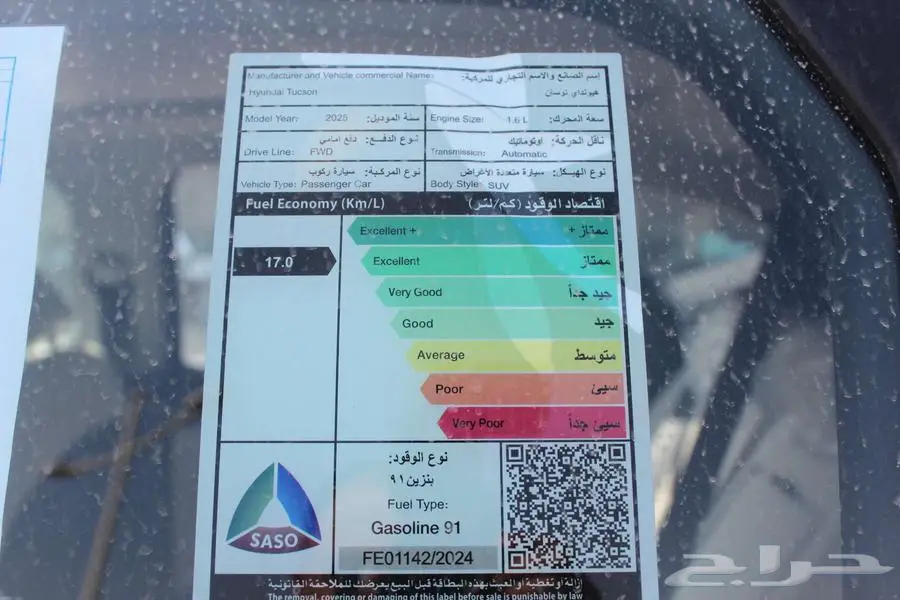 Manufacturer and Vehicle commercial Name: إسم الصانع والاسم التجاري للمركبة:
Hyundai Tucson هيونداي توسان
Model Year: 2025 سنة الموديل: Engine Size: 1.6 L سعة المحرك:
نوع الدفع: دفع امامي ناقل الحركة: اوتوماتيك
Drive Line: FWD Transmission: Automatic
نوع المركبة: سيارة ركوب نوع الهيكل: سيارة متعددة الأغراض
Vehicle Type: Passenger Car Body Style: SUV
Fuel Economy (Km/L) اقتصاد الوقود (كم/لتر)
Excellent + ممتاز +
17.0 Excellent ممتاز
Very Good جيد جداً
Good جيد
Average متوسط
Poor سيئ
Very Poor سيئ جداً
نوع الوقود:
بنزين ٩١
Fuel Type:
Gasoline 91
SASO
FE01142/2024
إزالة أو تغطية أو العبث بهذه البطاقة قبل البيع يعرضك للملاحقة القانونية
The removal, covering or damaging of this label before sale is punishable by law
حراج